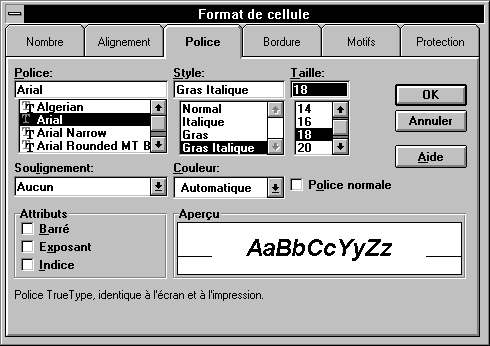 Format de cellule
Nombre Alignement Police Bordure Motifs Protection
Police: Style: Taille:
Arial Gras Italique 18
Algerian Normal 14
Arial Italique 16
Arial Narrow Gras 18
Arial Rounded MT B Gras Italique 20
OK
Annuler
Aide
Soulignement: Couleur:
Aucun Automatique Police normale
Attributs Aperçu
Barré
Exposant
Indice
AaBbCcYyZz
Police TrueType, identique à l'écran et à l'impression.